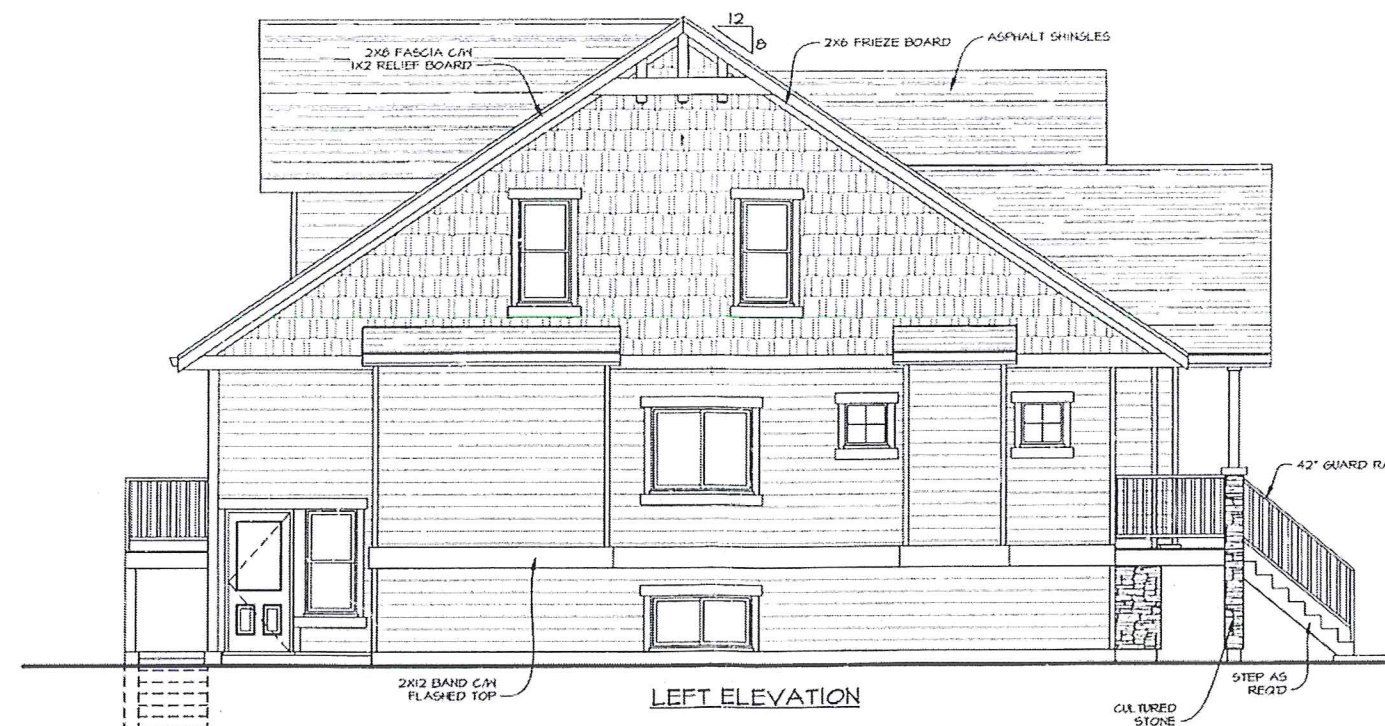 12
8
2X6 FASCIA C/W
1X2 RELIEF BOARD
2X6 FRIEZE BOARD
ASPHALT SHINGLES
42" GUARD RA
2X12 BAND C/W
FLASHED TOP
LEFT ELEVATION
STEP AS
REQ'D
CULTURED
STONE